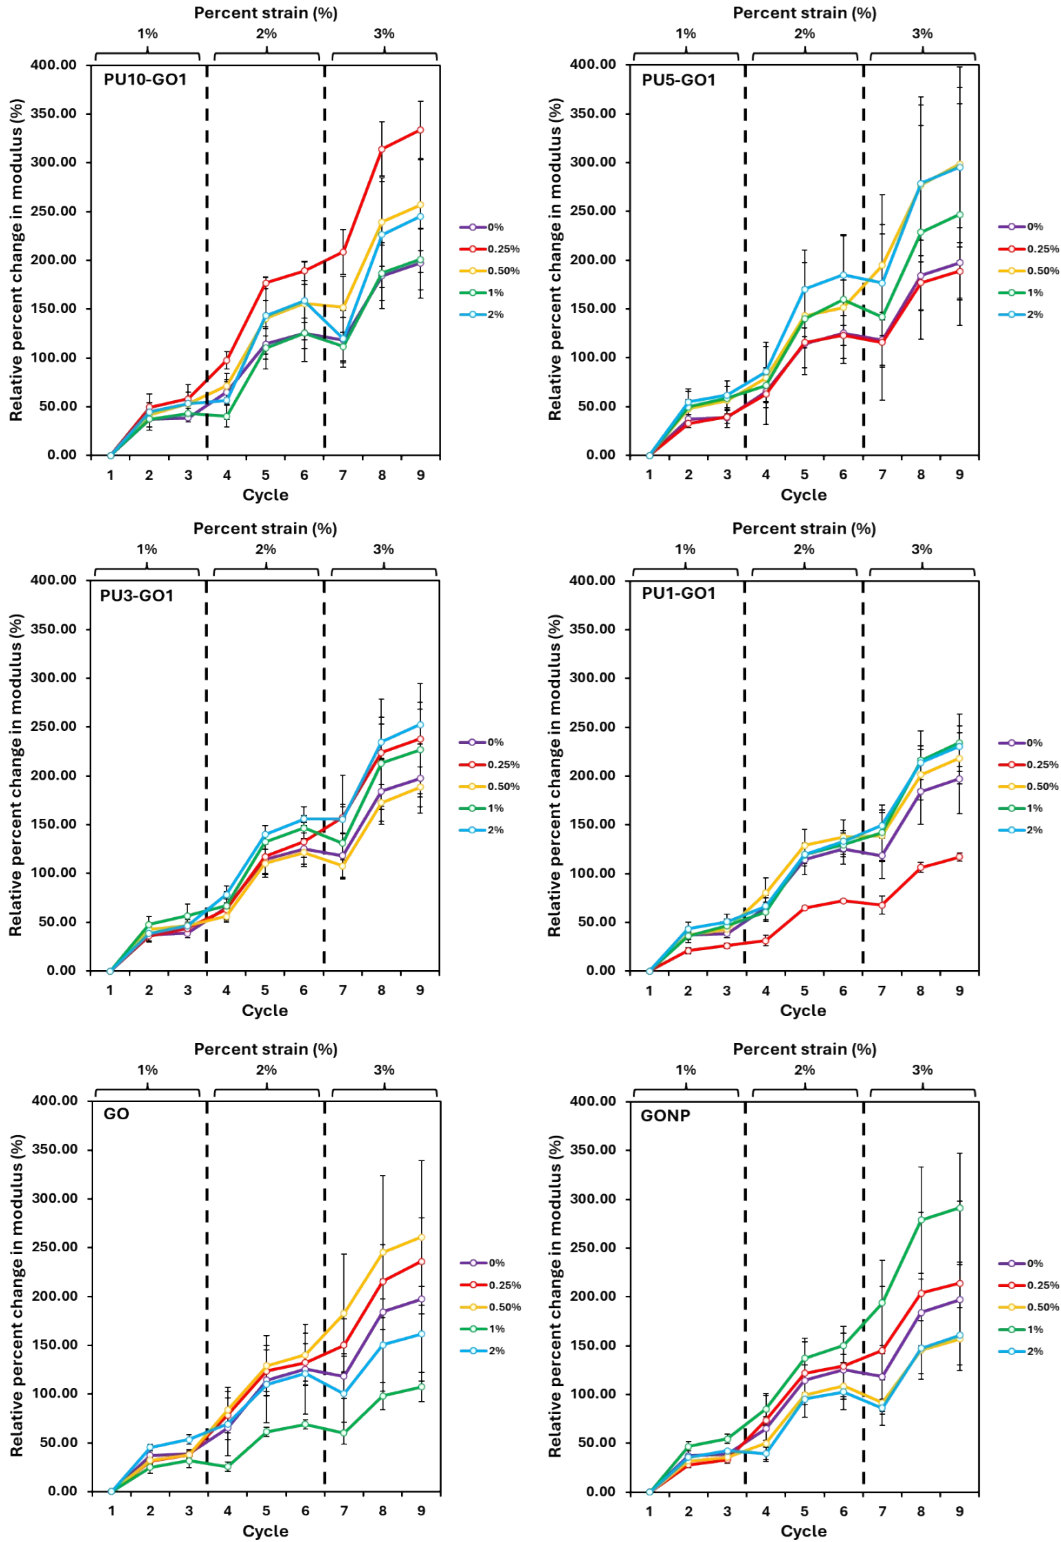 Percent strain (%)
1% 2% 3%
PU10-GO1
Relative percent change in modulus (%)
400.00
350.00
300.00
250.00
200.00
150.00
100.00
50.00
0.00
1 2 3 4 5 6 7 8 9
Cycle
0%
0.25%
0.50%
1%
2%
Percent strain (%)
1% 2% 3%
PU5-GO1
Relative percent change in modulus (%)
400.00
350.00
300.00
250.00
200.00
150.00
100.00
50.00
0.00
1 2 3 4 5 6 7 8 9
Cycle
0%
0.25%
0.50%
1%
2%
Percent strain (%)
1% 2% 3%
PU3-GO1
Relative percent change in modulus (%)
400.00
350.00
300.00
250.00
200.00
150.00
100.00
50.00
0.00
1 2 3 4 5 6 7 8 9
Cycle
0%
0.25%
0.50%
1%
2%
Percent strain (%)
1% 2% 3%
PU1-GO1
Relative percent change in modulus (%)
400.00
350.00
300.00
250.00
200.00
150.00
100.00
50.00
0.00
1 2 3 4 5 6 7 8 9
Cycle
0%
0.25%
0.50%
1%
2%
Percent strain (%)
1% 2% 3%
GO
Relative percent change in modulus (%)
400.00
350.00
300.00
250.00
200.00
150.00
100.00
50.00
0.00
1 2 3 4 5 6 7 8 9
Cycle
0%
0.25%
0.50%
1%
2%
Percent strain (%)
1% 2% 3%
GONP
Relative percent change in modulus (%)
400.00
350.00
300.00
250.00
200.00
150.00
100.00
50.00
0.00
1 2 3 4 5 6 7 8 9
Cycle
0%
0.25%
0.50%
1%
2%